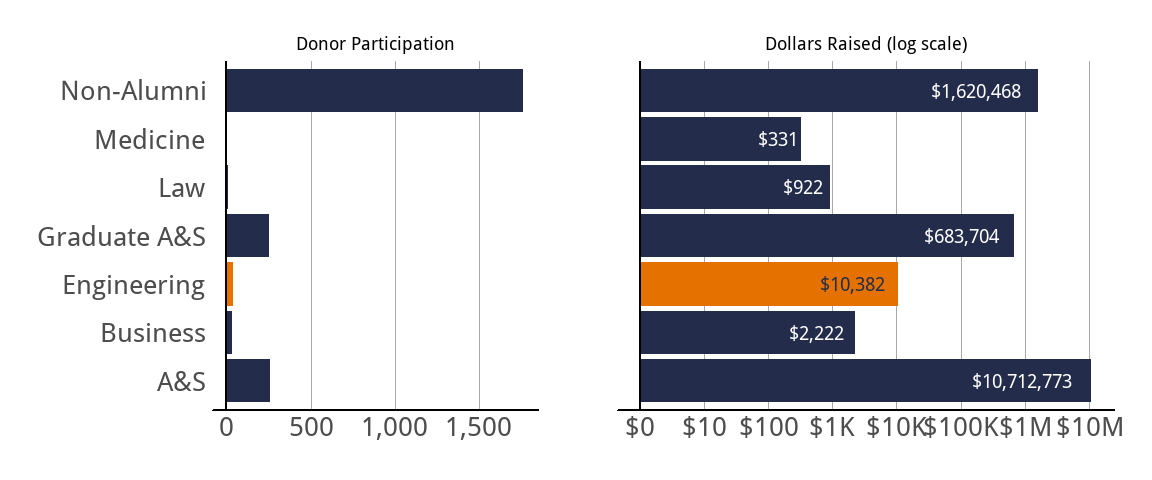 Donor Participation
Dollars Raised (log scale)
Non-Alumni
$1,620,468
Medicine
$331
Law
$922
Graduate A&S
$683,704
Engineering
$10,382
Business
$2,222
A&S
$10,712,773
0 500 1,000 1,500
$0 $10 $100 $1K $10K $100K $1M $10M